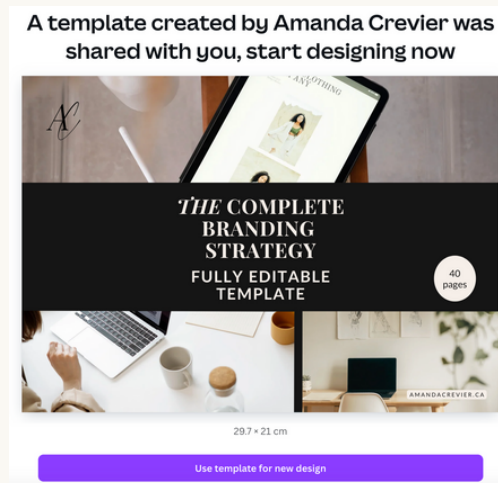 A template created by Amanda Crevier was
shared with you, start designing now
CLOTHING
AC
THE COMPLETE
BRANDING
STRATEGY
FULLY EDITABLE
TEMPLATE
40
pages
AMANDACREVIER.CA
29.7 × 21 cm
Use template for new design